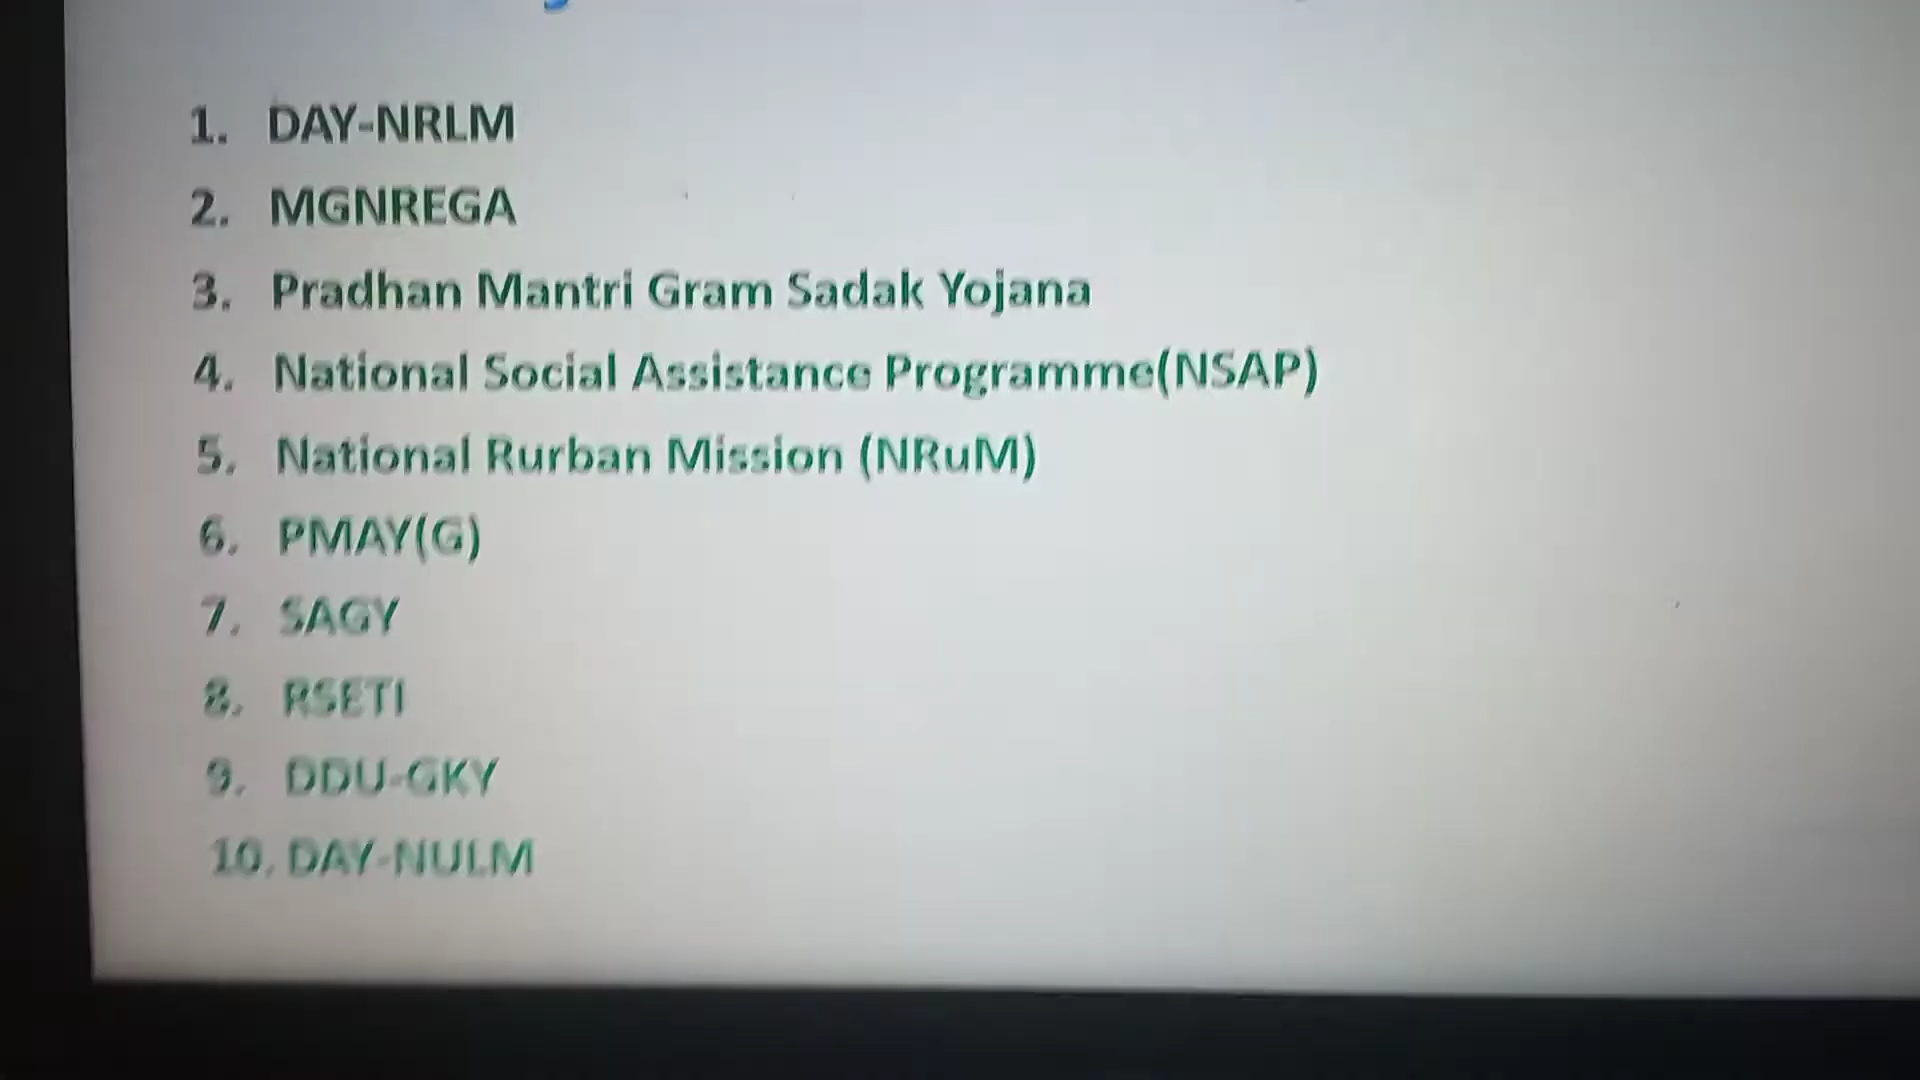 1. DAY-NRLM
2. MGNREGA
3. Pradhan Mantri Gram Sadak Yojana
4. National Social Assistance Programme(NSAP)
5. National Rurban Mission (NRuM)
6. PMAY(G)
7. SAGY
8. RSETI
9. DDU-GKY
10. DAY-NULM